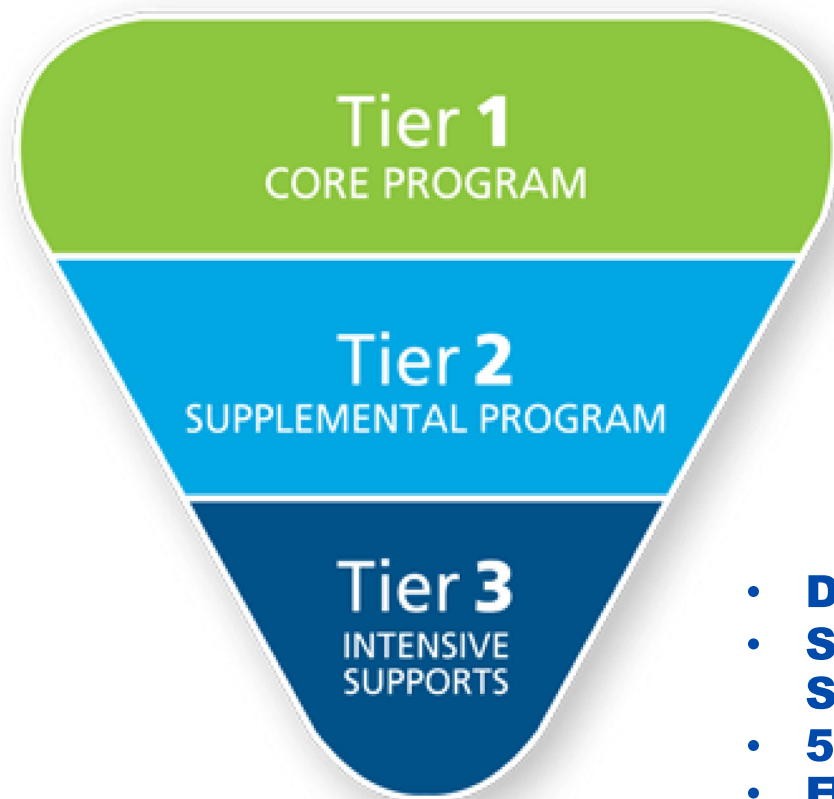 Tier 1
CORE PROGRAM
Tier 2
SUPPLEMENTAL PROGRAM
Tier 3
INTENSIVE
SUPPORTS